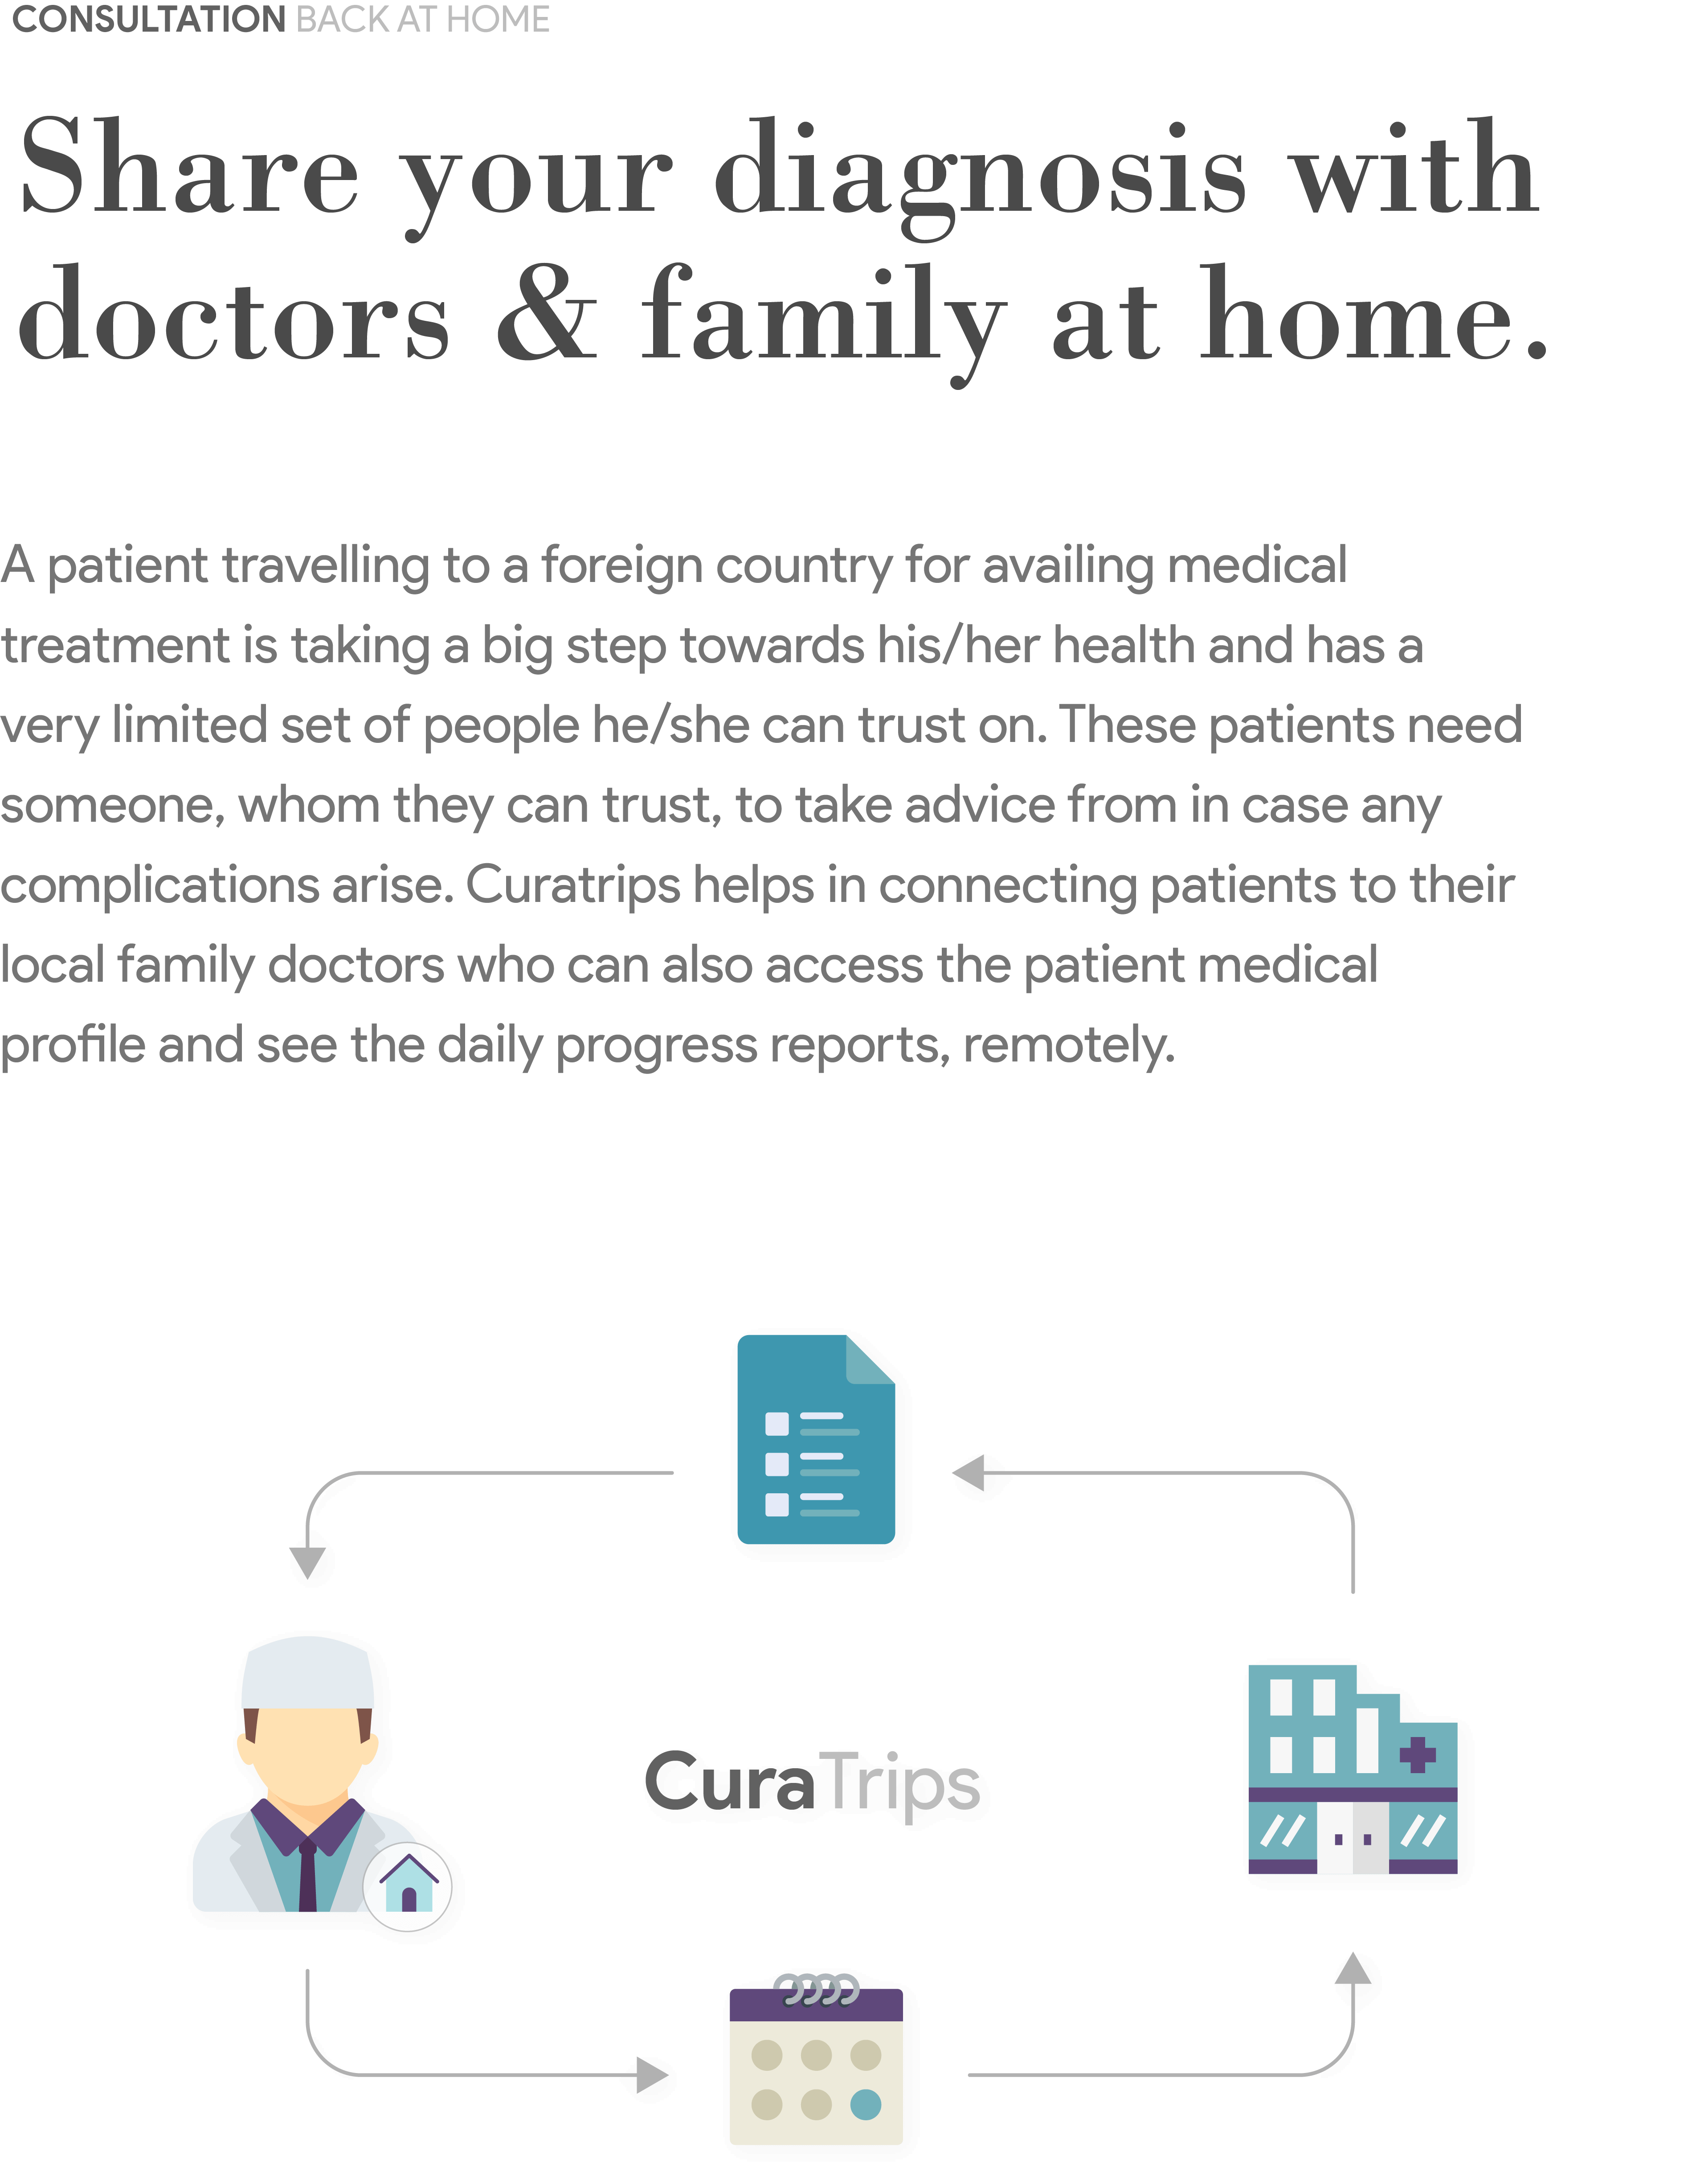 CONSULTATION BACK AT HOME
Share your diagnosis with
doctors & family at home.
A patient travelling to a foreign country for availing medical
treatment is taking a big step towards his/her health and has a
very limited set of people he/she can trust on. These patients need
someone, whom they can trust, to take advice from in case any
complications arise. Curatrips helps in connecting patients to their
local family doctors who can also access the patient medical
profile and see the daily progress reports, remotely.
CuraTrips